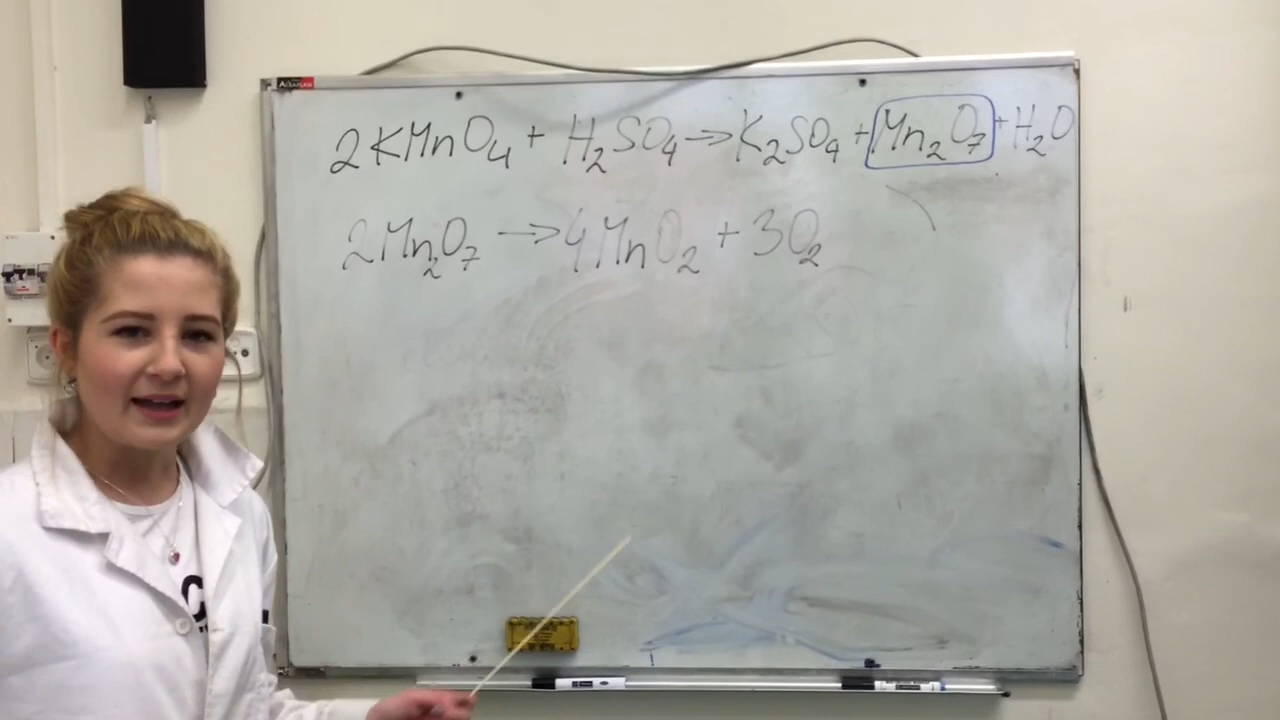 2KMnO₄ + H₂SO₄ → K₂SO₄ + Mn₂O₇ + H₂O
2Mn₂O₇ → 4MnO₂ + 3O₂
C